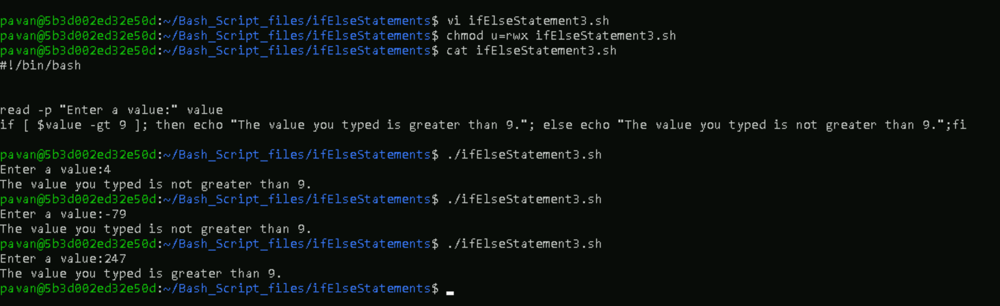 pavan@5b3d002ed32e50d:~/Bash_Script_files/ifElseStatements$ vi ifElseStatement3.sh
pavan@5b3d002ed32e50d:~/Bash_Script_files/ifElseStatements$ chmod u=rwx ifElseStatement3.sh
pavan@5b3d002ed32e50d:~/Bash_Script_files/ifElseStatements$ cat ifElseStatement3.sh
#!/bin/bash
read -p "Enter a value:" value
if [ $value -gt 9 ]; then echo "The value you typed is greater than 9."; else echo "The value you typed is not greater than 9.";fi
pavan@5b3d002ed32e50d:~/Bash_Script_files/ifElseStatements$ ./ifElseStatement3.sh
Enter a value:4
The value you typed is not greater than 9.
pavan@5b3d002ed32e50d:~/Bash_Script_files/ifElseStatements$ ./ifElseStatement3.sh
Enter a value:-79
The value you typed is not greater than 9.
pavan@5b3d002ed32e50d:~/Bash_Script_files/ifElseStatements$ ./ifElseStatement3.sh
Enter a value:247
The value you typed is greater than 9.
pavan@5b3d002ed32e50d:~/Bash_Script_files/ifElseStatements$